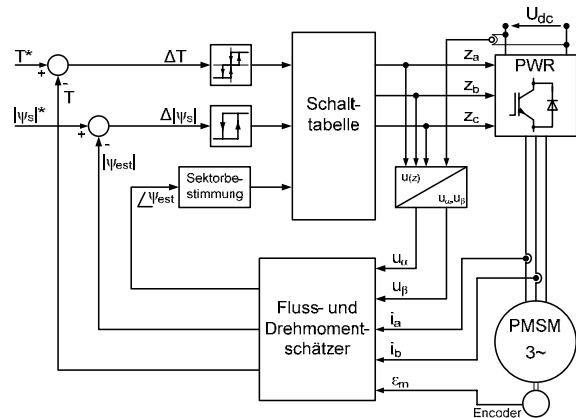 U_dc
T*
+
-
ΔT
T
|ψ_s|*
+
-
Δ|ψ_s|
|ψ_est|
Sektorbe-
stimmung
∠ψ_est
Schalt-
tabelle
z_a
z_b
z_c
PWR
u(z)
u_α,u_β
Fluss- und
Drehmoment-
schätzer
u_α
u_β
i_a
i_b
ε_m
PMSM
3~
Encoder